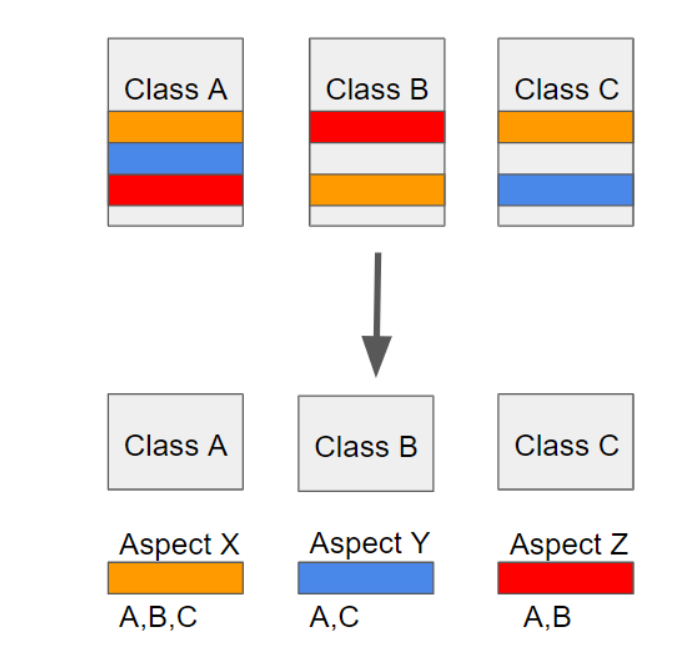 Class A
Class B
Class C
Class A
Class B
Class C
Aspect X
Aspect Y
Aspect Z
A,B,C
A,C
A,B